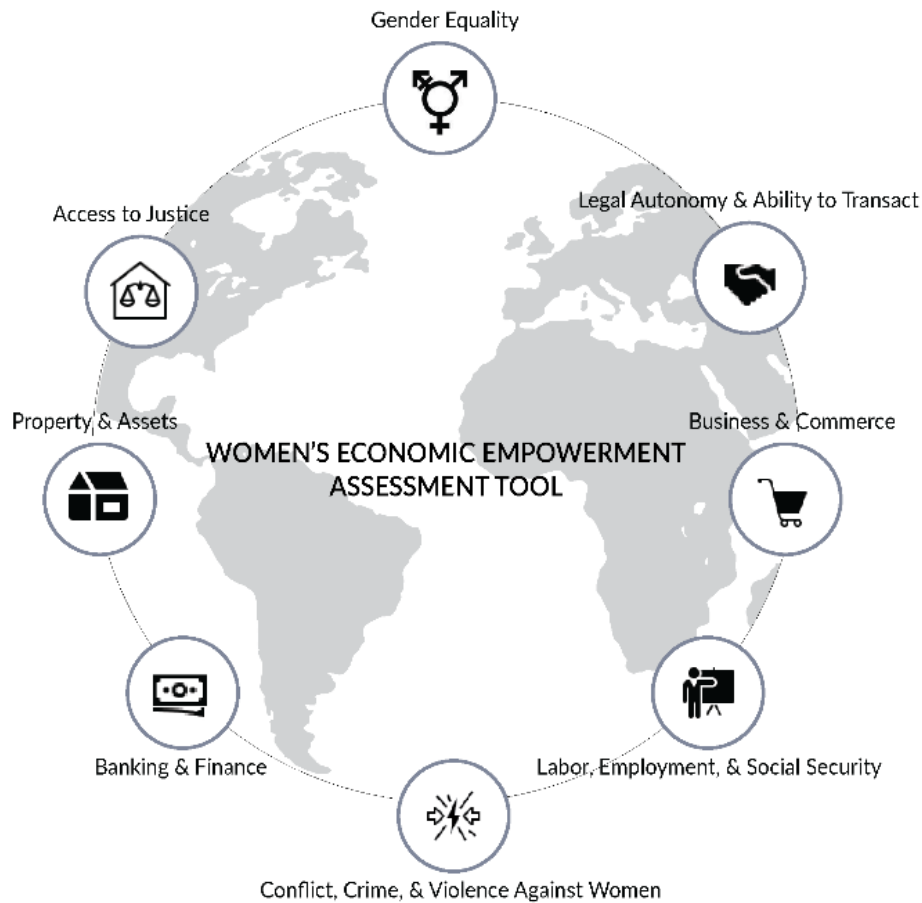 Gender Equality
Access to Justice
Legal Autonomy & Ability to Transact
Property & Assets
Business & Commerce
WOMEN'S ECONOMIC EMPOWERMENT
ASSESSMENT TOOL
Banking & Finance
Labor, Employment, & Social Security
Conflict, Crime, & Violence Against Women